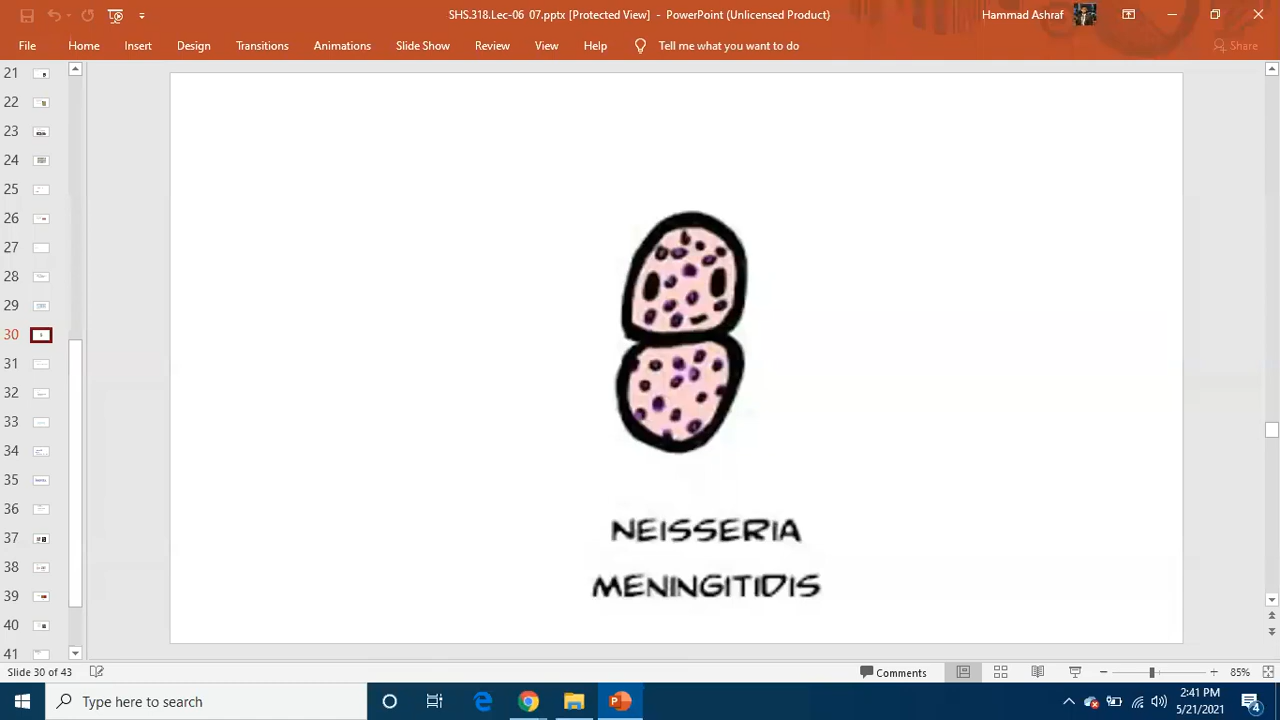 SHS.318.Lec-06 07.pptx [Protected View] - PowerPoint (Unlicensed Product)
Hammad Ashraf
File Home Insert Design Transitions Animations Slide Show Review View Help Tell me what you want to do Share
21
22
23
24
25
26
27
28
29
30
31
32
33
34
35
36
37
38
39
40
41
NEISSERIA
MENINGITIDIS
Slide 30 of 43
Comments
85%
Type here to search
2:41 PM
5/21/2021
4